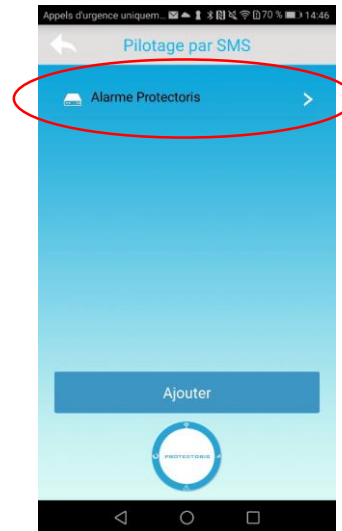 Appels d'urgence uniquem... 70 % 14:46
Pilotage par SMS
Alarme Protectoris
Ajouter
PROTECTORIS